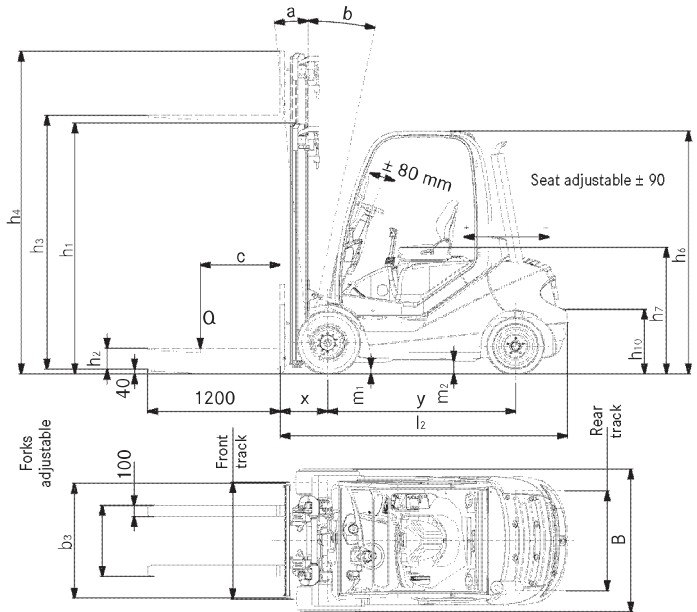 a
b
± 80 mm
Seat adjustable ± 90
+
−
h4
h3
h1
c
Q
h2
40
h6
h7
h10
m1
m2
1200
x
y
l2
Forks
adjustable
100
Front
track
Rear
track
b3
B